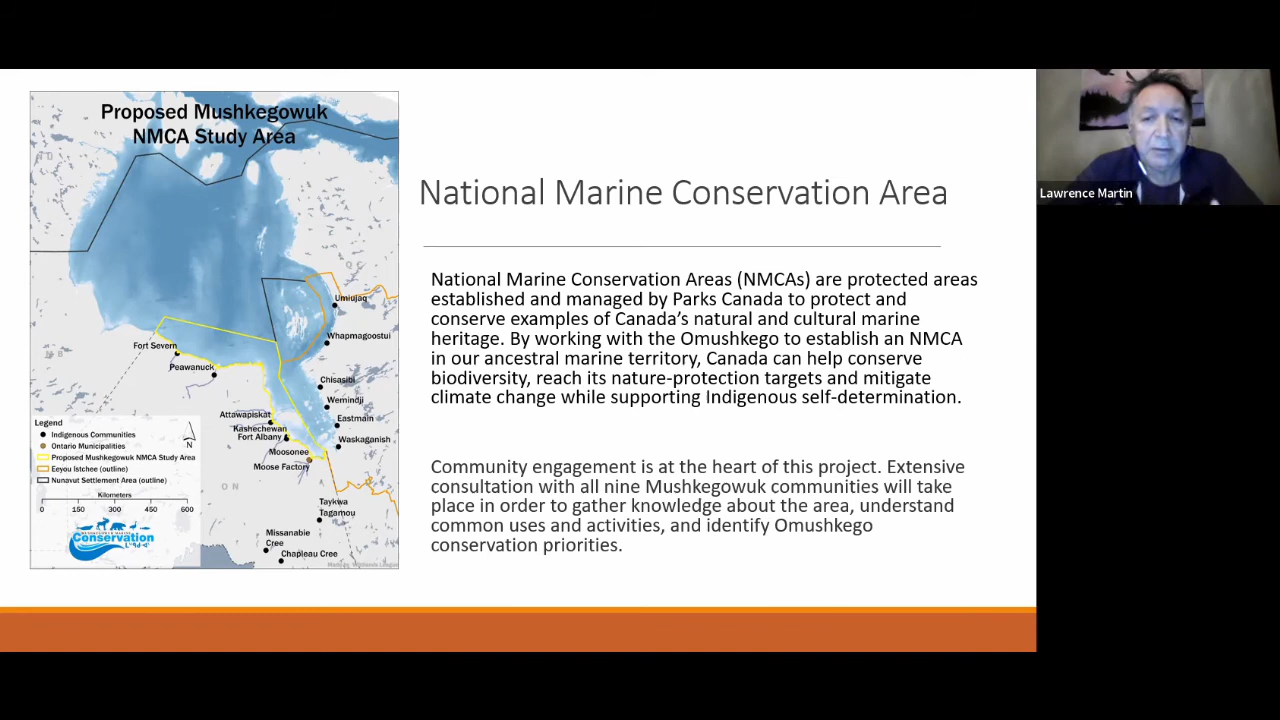 Proposed Mushkegowuk
NMCA Study Area
NU
QC
MB
ON
Umiujaq
Whapmagoostui
Fort Severn
Peawanuck
Chisasibi
Wemindji
Attawapiskat
Eastmain
Kashechewan
Fort Albany
Waskaganish
Moosonee
Moose Factory
Taykwa
Tagamou
Missanabie
Cree
Chapleau Cree
Legend
N
Indigenous Communities
Ontario Municipalities
Proposed Mushkegowuk NMCA Study Area
Eeyou Istchee (outline)
Nunavut Settlement Area (outline)
Kilometers
0 150 300 450 600
Conservation
Made by: Wildlands League
National Marine Conservation Area
National Marine Conservation Areas (NMCAs) are protected areas
established and managed by Parks Canada to protect and
conserve examples of Canada’s natural and cultural marine
heritage. By working with the Omushkego to establish an NMCA
in our ancestral marine territory, Canada can help conserve
biodiversity, reach its nature-protection targets and mitigate
climate change while supporting Indigenous self-determination.
Community engagement is at the heart of this project. Extensive
consultation with all nine Mushkegowuk communities will take
place in order to gather knowledge about the area, understand
common uses and activities, and identify Omushkego
conservation priorities.
Lawrence Martin